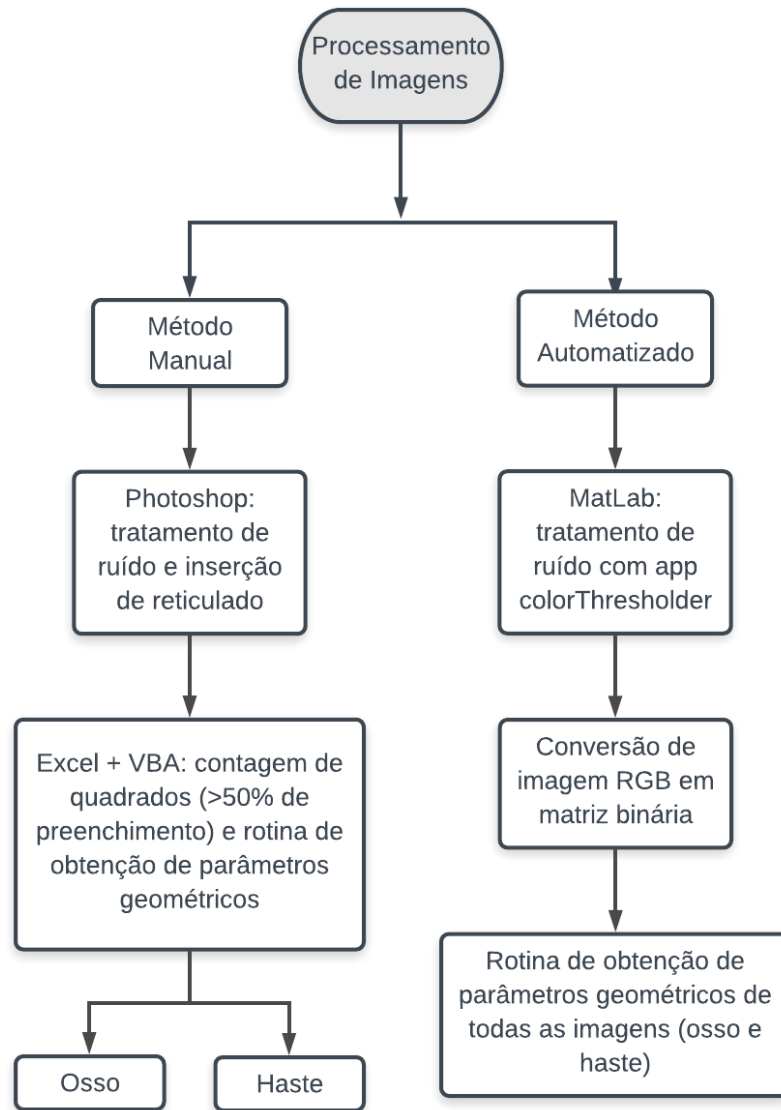 Processamento
de Imagens
Método
Manual
Método
Automatizado
Photoshop:
tratamento de
ruído e inserção
de reticulado
MatLab:
tratamento de
ruído com app
colorThresholder
Excel + VBA: contagem de
quadrados (>50% de
preenchimento) e rotina de
obtenção de parâmetros
geométricos
Conversão de
imagem RGB em
matriz binária
Rotina de obtenção de
parâmetros geométricos de
todas as imagens (osso e
haste)
Osso
Haste